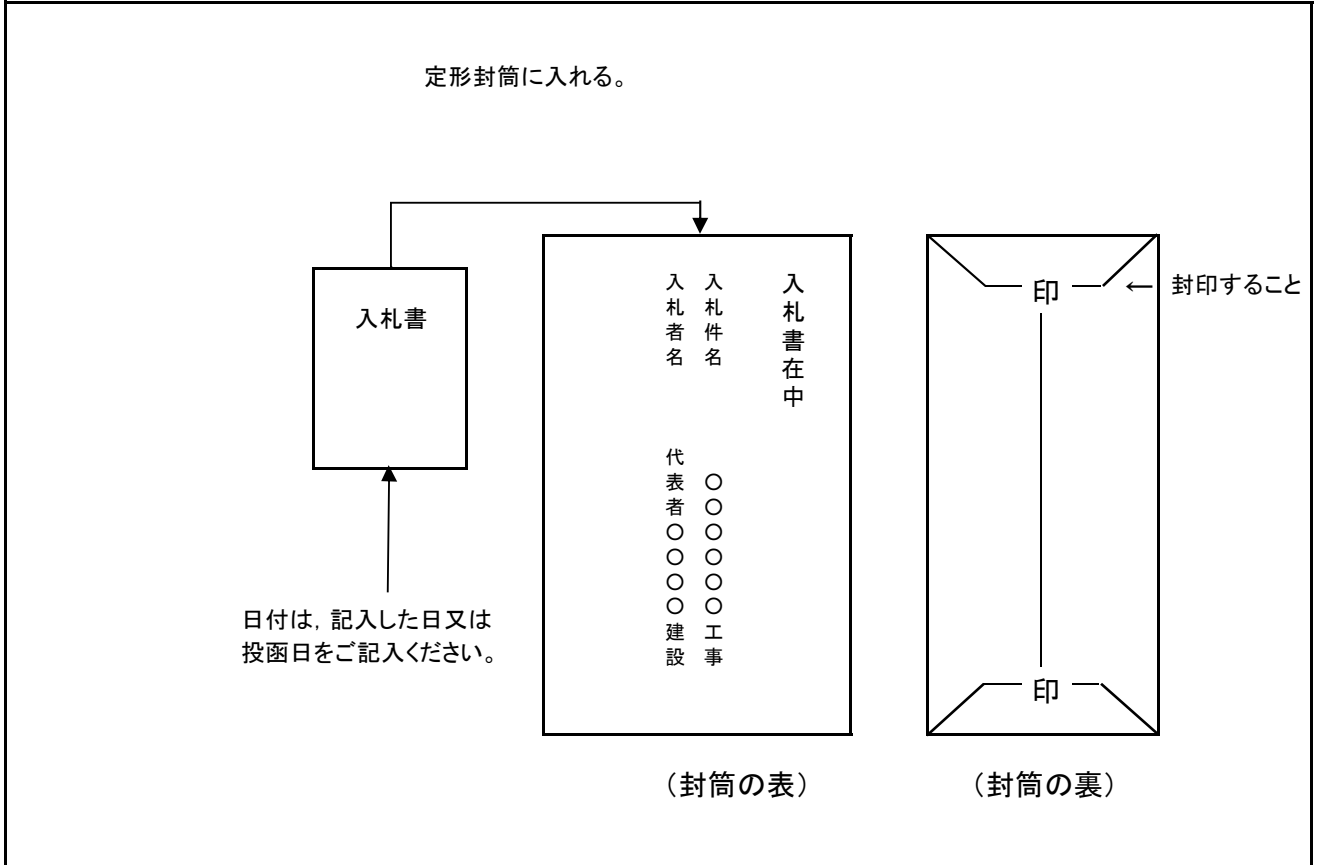 定形封筒に入れる。
入札書
日付は，記入した日又は
投函日をご記入ください。
入札書在中
入札件名　○○○○○○工事
入札者名　代表者○○○○建設
印
← 封印すること
印
（封筒の表）
（封筒の裏）